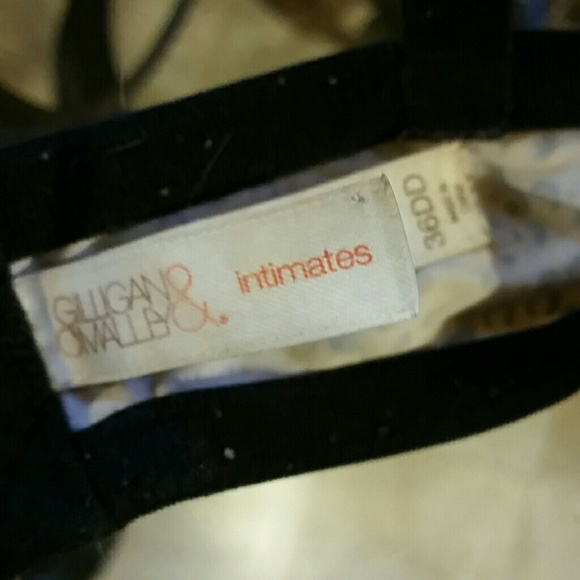 GILLIGAN &
O'MALLEY
intimates
36DD